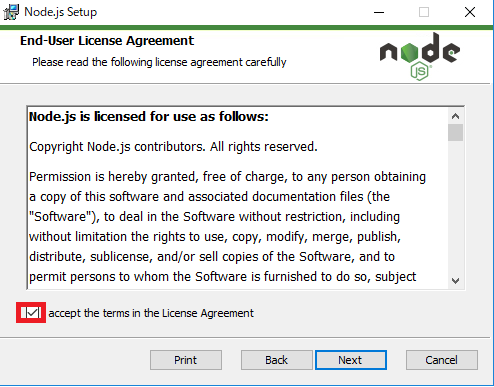 Node.js Setup
End-User License Agreement
Please read the following license agreement carefully
node
JS
Node.js is licensed for use as follows:
Copyright Node.js contributors. All rights reserved.
Permission is hereby granted, free of charge, to any person obtaining
a copy of this software and associated documentation files (the
"Software"), to deal in the Software without restriction, including
without limitation the rights to use, copy, modify, merge, publish,
distribute, sublicense, and/or sell copies of the Software, and to
permit persons to whom the Software is furnished to do so, subject
accept the terms in the License Agreement
Print
Back
Next
Cancel